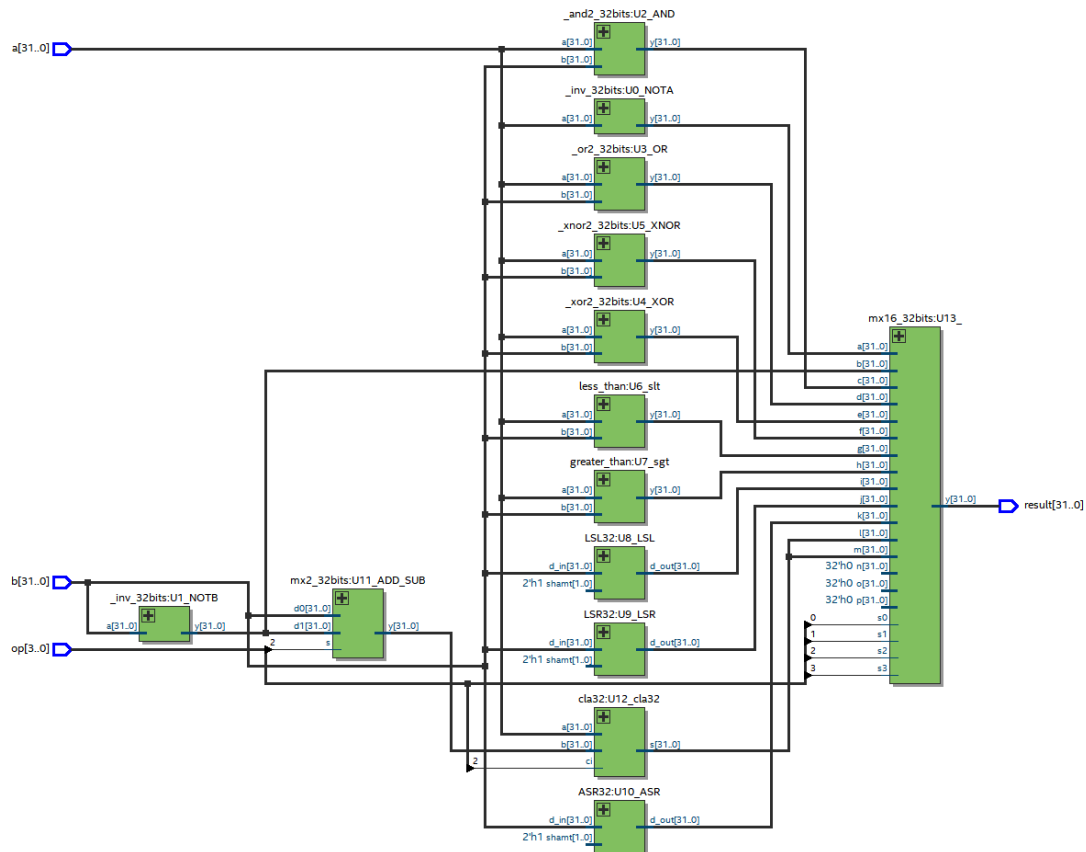 a[31..0]
b[31..0]
op[3..0]
_inv_32bits:U1_NOTB
a[31..0] y[31..0]
mx2_32bits:U11_ADD_SUB
d0[31..0]
d1[31..0] y[31..0]
2 s
_and2_32bits:U2_AND
a[31..0] y[31..0]
b[31..0]
_inv_32bits:U0_NOTA
a[31..0] y[31..0]
_or2_32bits:U3_OR
a[31..0] y[31..0]
b[31..0]
_xnor2_32bits:U5_XNOR
a[31..0] y[31..0]
b[31..0]
_xor2_32bits:U4_XOR
a[31..0] y[31..0]
b[31..0]
less_than:U6_slt
a[31..0] y[31..0]
b[31..0]
greater_than:U7_sgt
a[31..0] y[31..0]
b[31..0]
LSL32:U8_LSL
d_in[31..0] d_out[31..0]
2'h1 shamt[1..0]
LSR32:U9_LSR
d_in[31..0] d_out[31..0]
2'h1 shamt[1..0]
cla32:U12_cla32
a[31..0]
b[31..0] s[31..0]
2 ci
ASR32:U10_ASR
d_in[31..0] d_out[31..0]
2'h1 shamt[1..0]
mx16_32bits:U13_
a[31..0]
b[31..0]
c[31..0]
d[31..0]
e[31..0]
f[31..0]
g[31..0]
h[31..0]
i[31..0]
j[31..0] y[31..0]
k[31..0]
l[31..0]
m[31..0]
32'h0 n[31..0]
32'h0 o[31..0]
32'h0 p[31..0]
0 s0
1 s1
2 s2
3 s3
result[31..0]